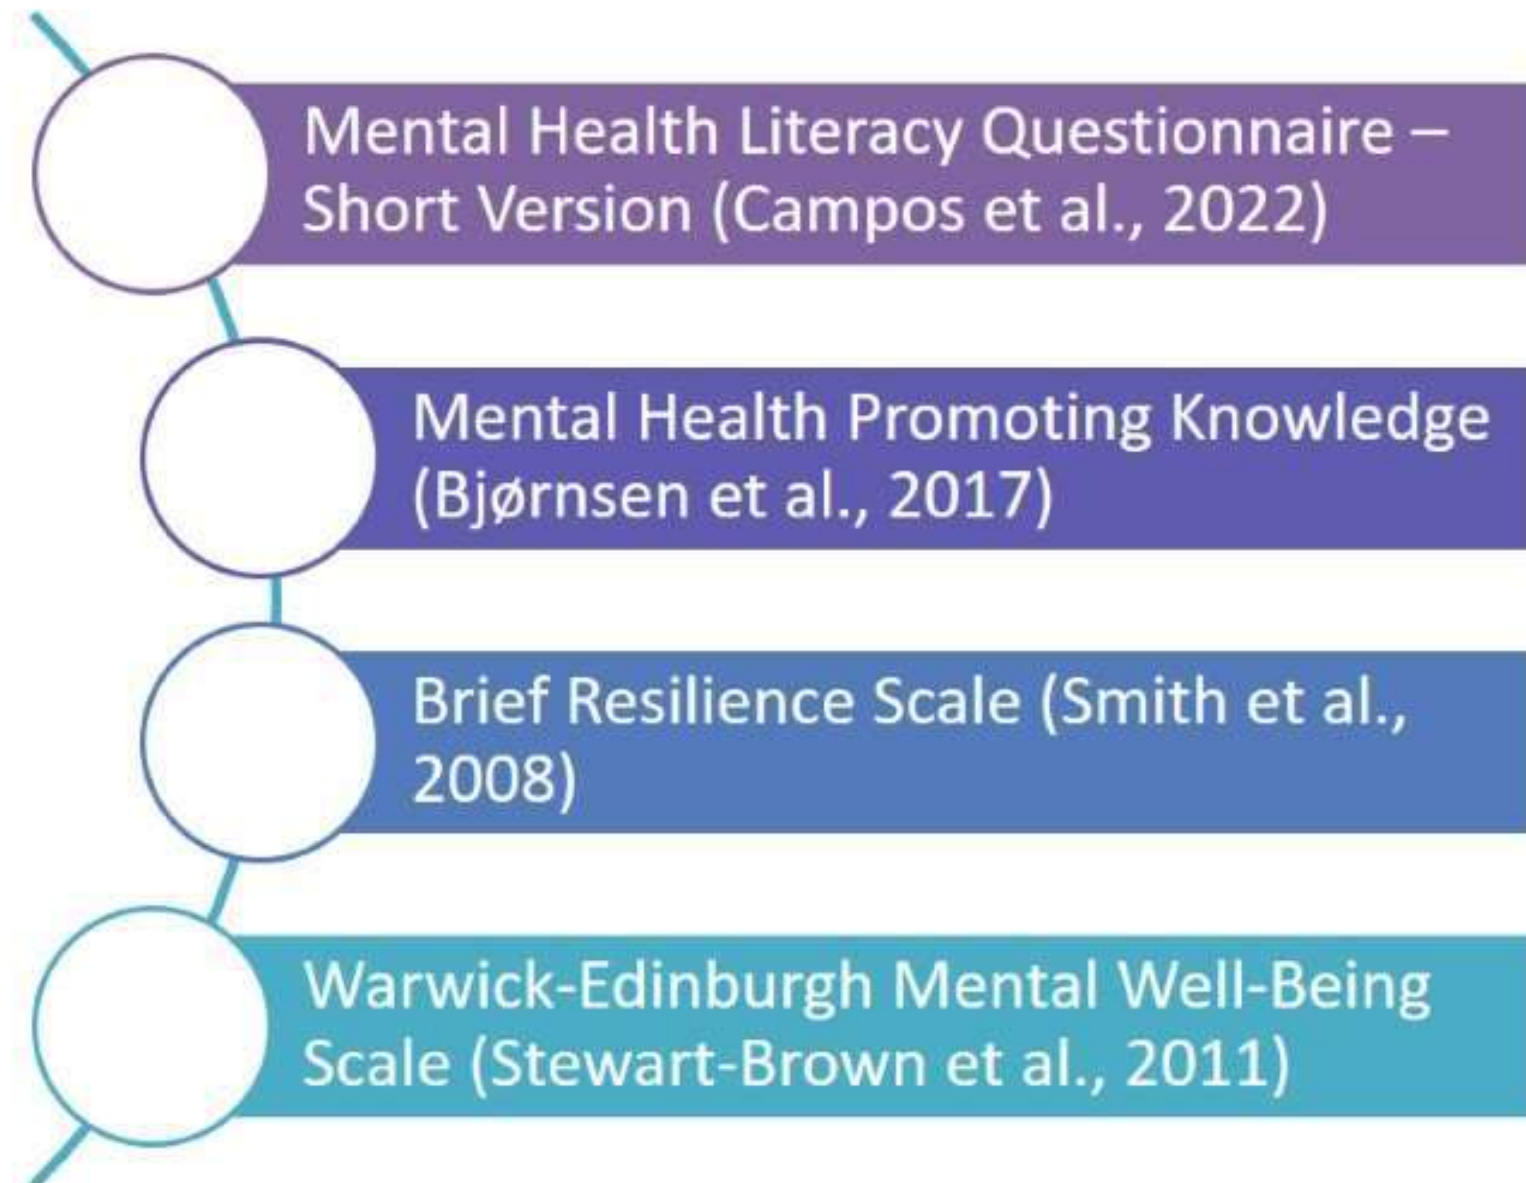 Mental Health Literacy Questionnaire –
Short Version (Campos et al., 2022)
Mental Health Promoting Knowledge
(Bjørnsen et al., 2017)
Brief Resilience Scale (Smith et al.,
2008)
Warwick-Edinburgh Mental Well-Being
Scale (Stewart-Brown et al., 2011)